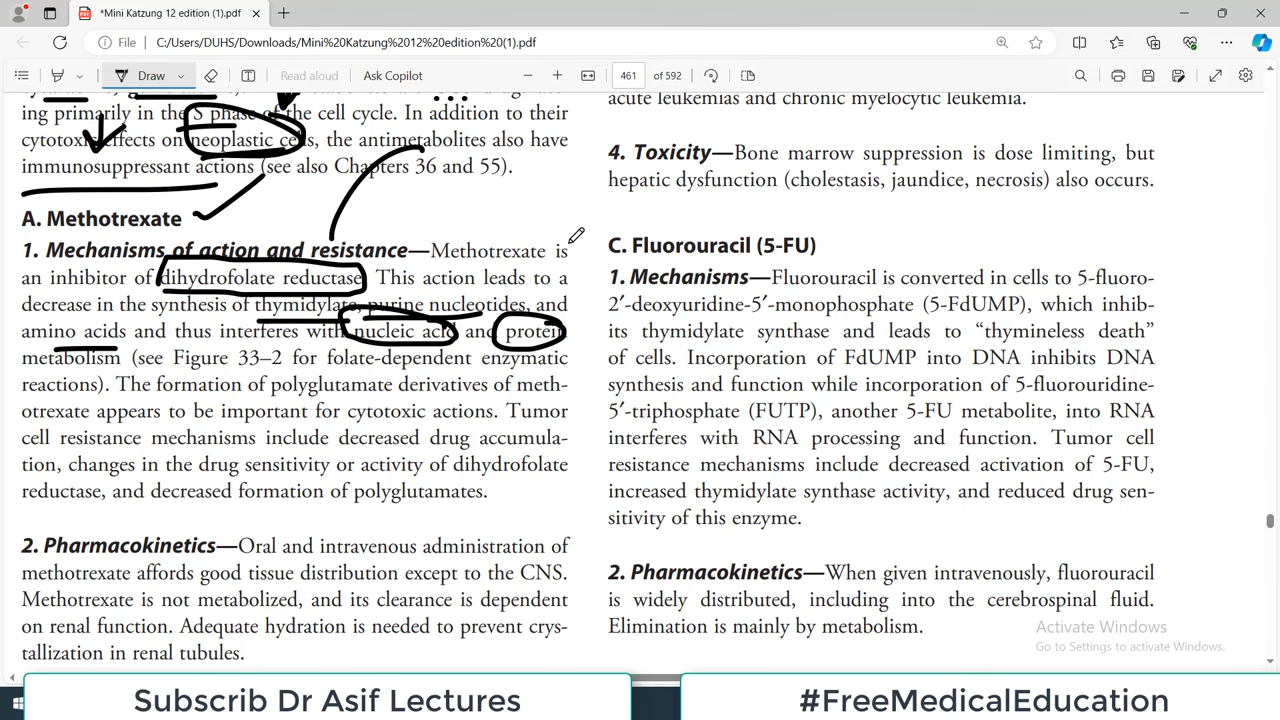 *Mini Katzung 12 edition (1).pdf
File
C:/Users/DUHS/Downloads/Mini%20Katzung%2012%20edition%20(1).pdf
Draw
Read aloud
Ask Copilot
461 of 592
ing primarily in the S phase of the cell cycle. In addition to their
cytotoxic effects on neoplastic cells, the antimetabolites also have
immunosuppressant actions (see also Chapters 36 and 55).
A. Methotrexate
1. Mechanisms of action and resistance—Methotrexate is
an inhibitor of dihydrofolate reductase. This action leads to a
decrease in the synthesis of thymidylate, purine nucleotides, and
amino acids and thus interferes with nucleic acid and protein
metabolism (see Figure 33–2 for folate-dependent enzymatic
reactions). The formation of polyglutamate derivatives of meth-
otrexate appears to be important for cytotoxic actions. Tumor
cell resistance mechanisms include decreased drug accumula-
tion, changes in the drug sensitivity or activity of dihydrofolate
reductase, and decreased formation of polyglutamates.
2. Pharmacokinetics—Oral and intravenous administration of
methotrexate affords good tissue distribution except to the CNS.
Methotrexate is not metabolized, and its clearance is dependent
on renal function. Adequate hydration is needed to prevent crys-
tallization in renal tubules.
acute leukemias and chronic myelocytic leukemia.
4. Toxicity—Bone marrow suppression is dose limiting, but
hepatic dysfunction (cholestasis, jaundice, necrosis) also occurs.
C. Fluorouracil (5-FU)
1. Mechanisms—Fluorouracil is converted in cells to 5-fluoro-
2′-deoxyuridine-5′-monophosphate (5-FdUMP), which inhib-
its thymidylate synthase and leads to “thymineless death”
of cells. Incorporation of FdUMP into DNA inhibits DNA
synthesis and function while incorporation of 5-fluorouridine-
5′-triphosphate (FUTP), another 5-FU metabolite, into RNA
interferes with RNA processing and function. Tumor cell
resistance mechanisms include decreased activation of 5-FU,
increased thymidylate synthase activity, and reduced drug sen-
sitivity of this enzyme.
2. Pharmacokinetics—When given intravenously, fluorouracil
is widely distributed, including into the cerebrospinal fluid.
Elimination is mainly by metabolism.
Activate Windows
Go to Settings to activate Windows.
Subscrib Dr Asif Lectures
#FreeMedicalEducation